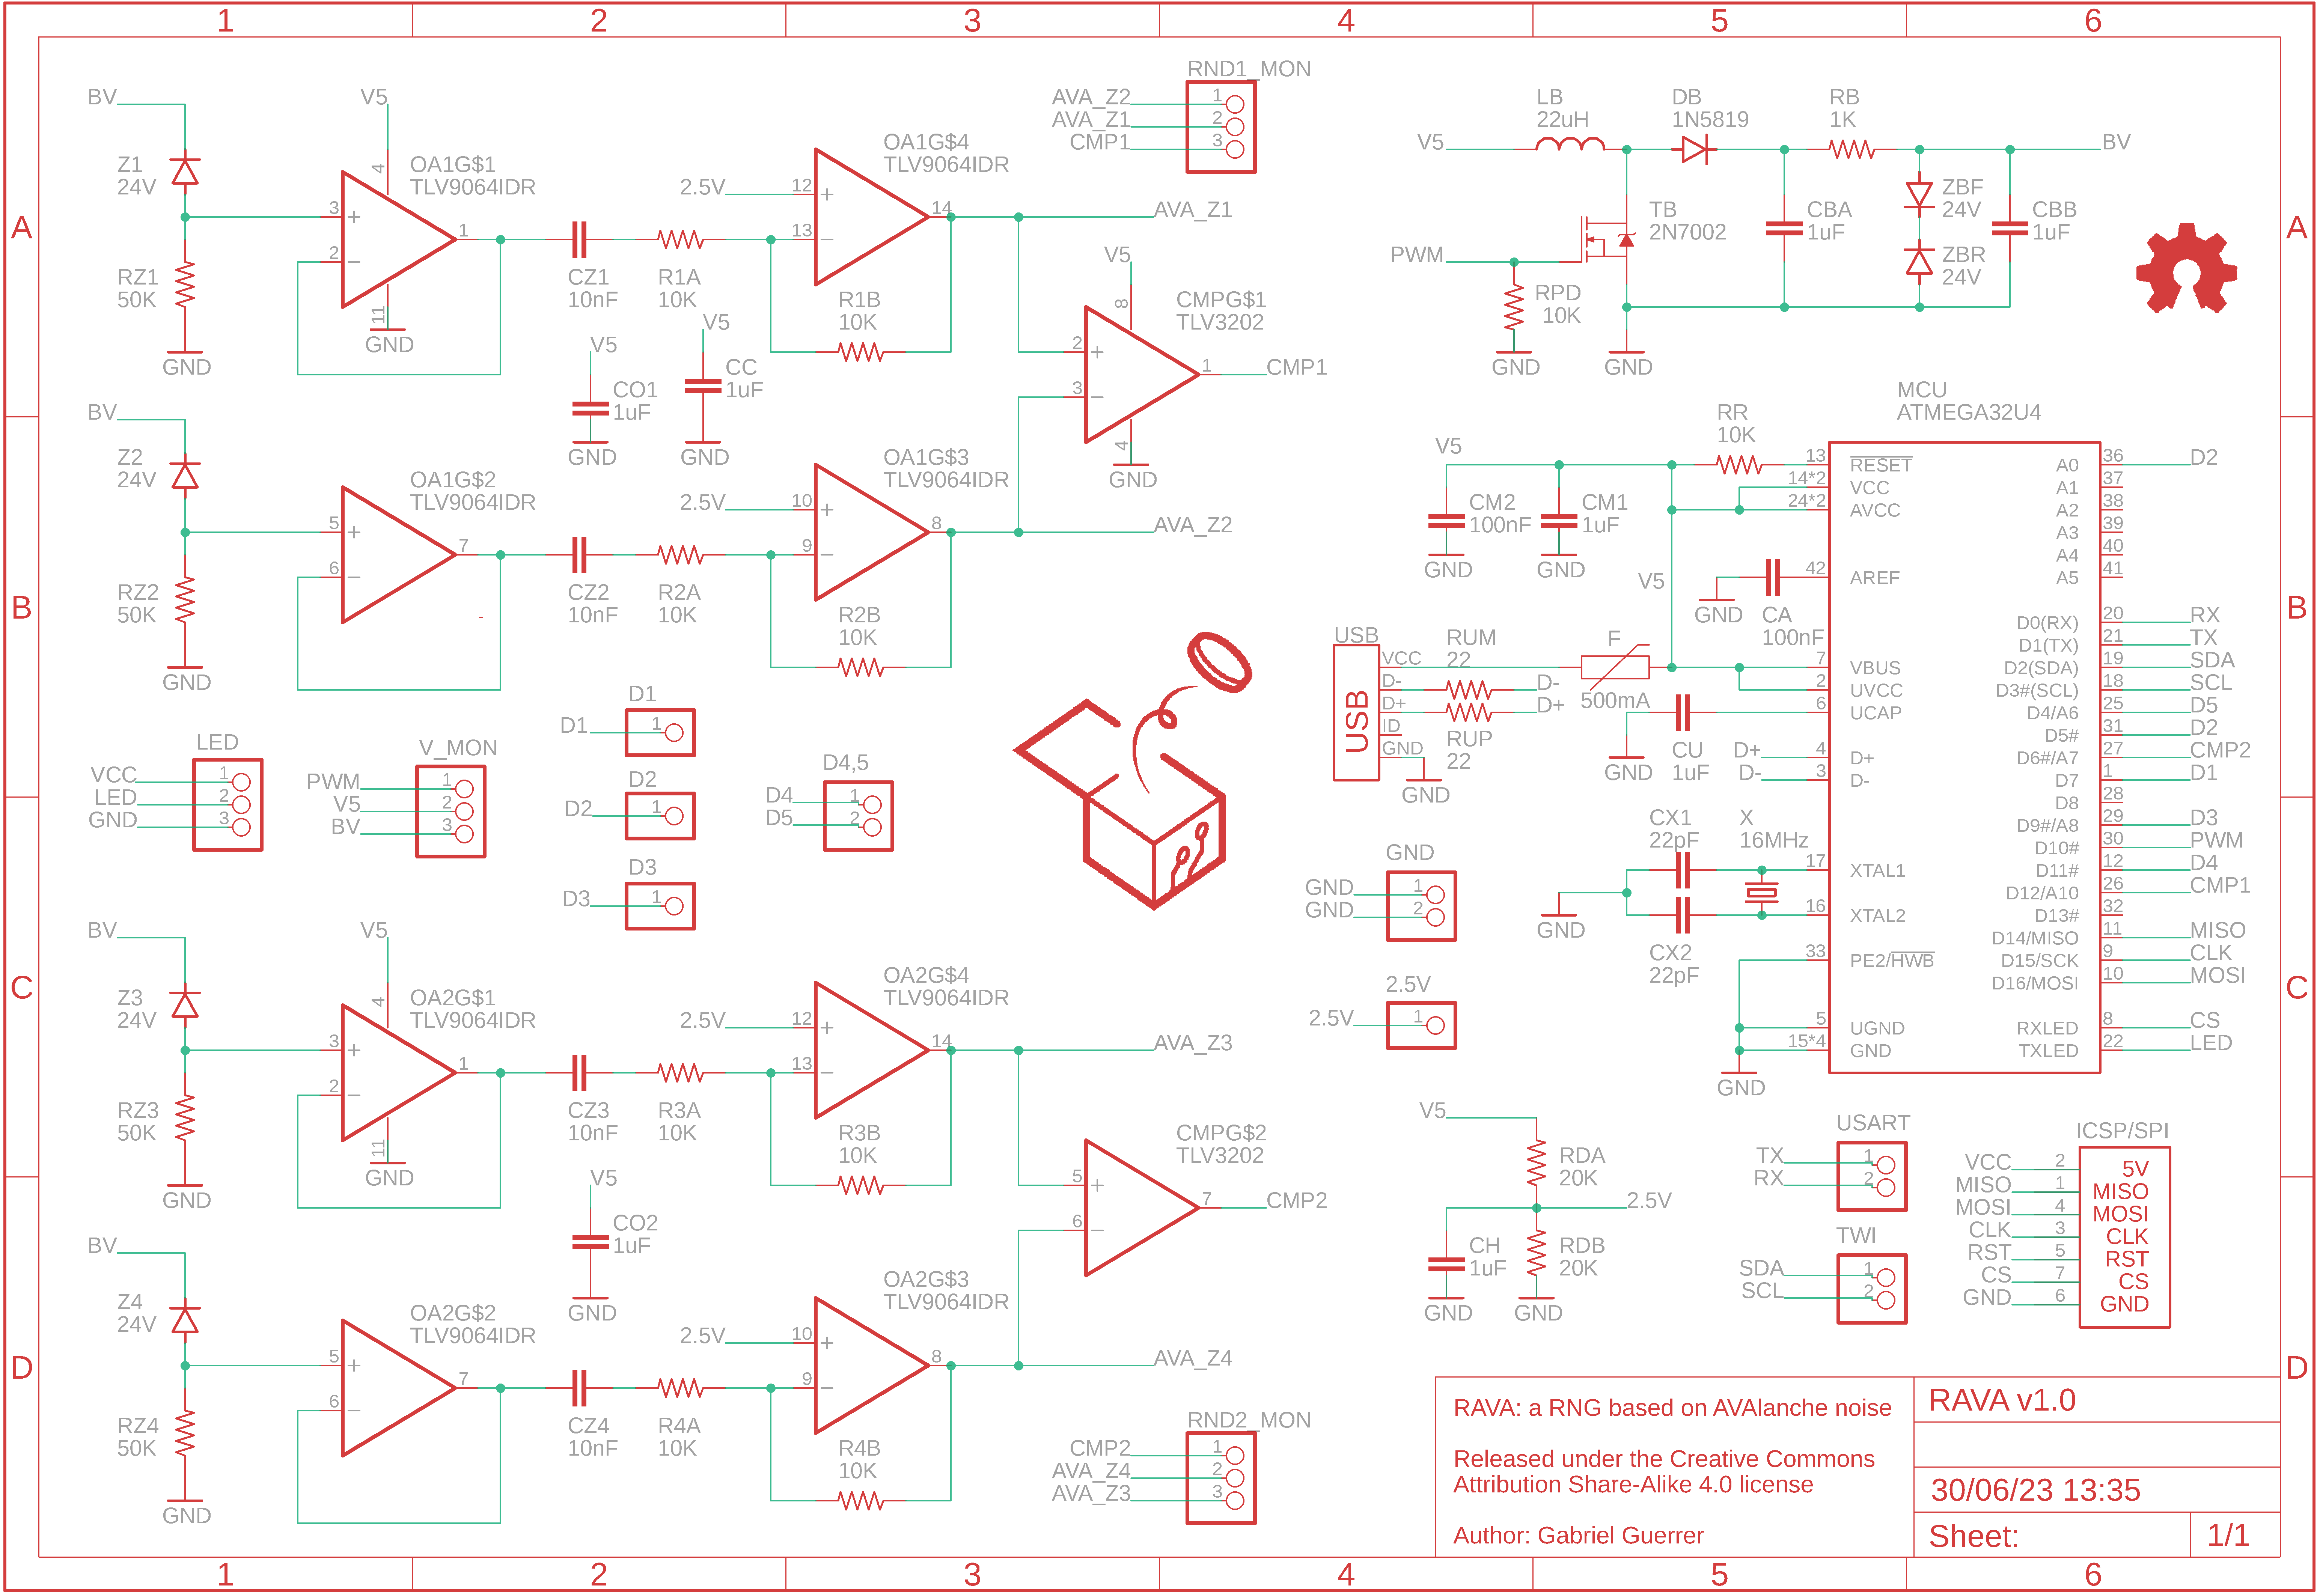 1 2 3 4 5 6
A A
B B
C C
D D
BV
Z1
24V
RZ1
50K
GND
V5
4
3
2
1
11
GND
OA1G$1
TLV9064IDR
CZ1
10nF
R1A
10K
2.5V
12
13
14
OA1G$4
TLV9064IDR
R1B
10K
AVA_Z1
V5
CO1
1uF
GND
V5
CC
1uF
GND
RND1_MON
AVA_Z2 1
AVA_Z1 2
CMP1 3
V5
8
2
3
1
4
GND
CMPG$1
TLV3202
CMP1
BV
Z2
24V
RZ2
50K
GND
5
6
7
OA1G$2
TLV9064IDR
CZ2
10nF
R2A
10K
2.5V
10
9
8
OA1G$3
TLV9064IDR
R2B
10K
AVA_Z2
LED
VCC 1
LED 2
GND 3
V_MON
PWM 1
V5 2
BV 3
D1
D1 1
D2
D2 1
D3
D3 1
D4,5
D4 1
D5 2
BV
Z3
24V
RZ3
50K
GND
V5
4
3
2
1
11
GND
OA2G$1
TLV9064IDR
CZ3
10nF
R3A
10K
2.5V
12
13
14
OA2G$4
TLV9064IDR
R3B
10K
AVA_Z3
V5
CO2
1uF
GND
5
6
7
CMPG$2
TLV3202
CMP2
BV
Z4
24V
RZ4
50K
GND
5
6
7
OA2G$2
TLV9064IDR
CZ4
10nF
R4A
10K
2.5V
10
9
8
OA2G$3
TLV9064IDR
R4B
10K
AVA_Z4
RND2_MON
CMP2 1
AVA_Z4 2
AVA_Z3 3
V5
LB
22uH
DB
1N5819
RB
1K
BV
PWM
TB
2N7002
RPD
10K
GND
GND
CBA
1uF
ZBF
24V
ZBR
24V
CBB
1uF
MCU
ATMEGA32U4
V5
CM2
100nF
GND
CM1
1uF
GND
RR
10K
V5
GND
CA
100nF
USB
USB
VCC
D-
D+
ID
GND
GND
RUM
22
RUP
22
D-
D+
F
500mA
GND
CU
1uF
D+
D-
CX1
22pF
X
16MHz
CX2
22pF
GND
GND
13 RESET
14*2 VCC
24*2 AVCC
42 AREF
7 VBUS
2 UVCC
6 UCAP
4 D+
3 D-
17 XTAL1
16 XTAL2
33 PE2/HWB
5 UGND
15*4 GND
A0 36 D2
A1 37
A2 38
A3 39
A4 40
A5 41
D0(RX) 20 RX
D1(TX) 21 TX
D2(SDA) 19 SDA
D3#(SCL) 18 SCL
D4/A6 25 D5
D5# 31 D2
D6#/A7 27 CMP2
D7 1 D1
D8 28
D9#/A8 29 D3
D10# 30 PWM
D11# 12 D4
D12/A10 26 CMP1
D13# 32
D14/MISO 11 MISO
D15/SCK 9 CLK
D16/MOSI 10 MOSI
RXLED 8 CS
TXLED 22 LED
GND
GND 1
GND 2
2.5V
2.5V 1
V5
RDA
20K
2.5V
CH
1uF
GND
RDB
20K
GND
USART
TX 1
RX 2
TWI
SDA 1
SCL 2
ICSP/SPI
VCC 2 5V
MISO 1 MISO
MOSI 4 MOSI
CLK 3 CLK
RST 5 RST
CS 7 CS
GND 6 GND
RAVA: a RNG based on AVAlanche noise
Released under the Creative Commons
Attribution Share-Alike 4.0 license
Author: Gabriel Guerrer
RAVA v1.0
30/06/23 13:35
Sheet: 1/1
1 2 3 4 5 6